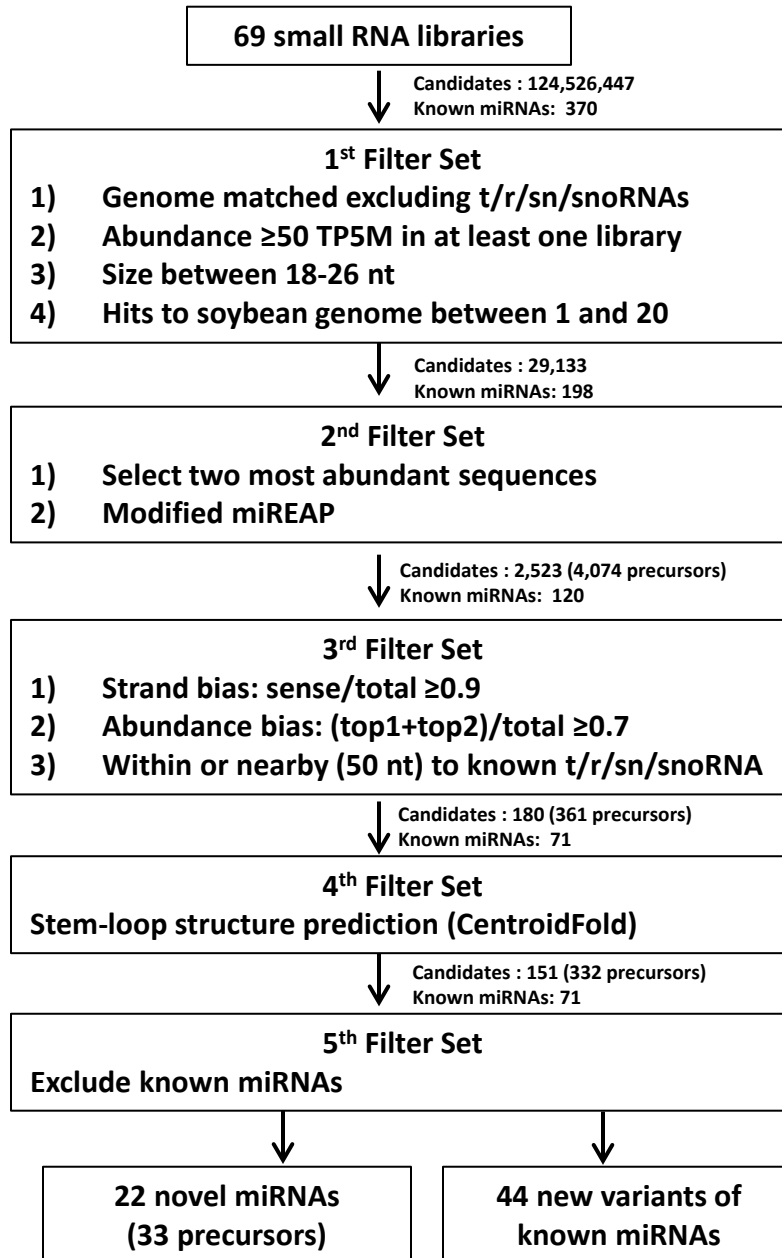 69 small RNA libraries
Candidates : 124,526,447
Known miRNAs:  370
1st Filter Set
1) Genome matched excluding t/r/sn/snoRNAs
2) Abundance ≥50 TP5M in at least one library
3) Size between 18-26 nt
4) Hits to soybean genome between 1 and 20
Candidates : 29,133
Known miRNAs: 198
2nd Filter Set
1) Select two most abundant sequences
2) Modified miREAP
Candidates : 2,523 (4,074 precursors)
Known miRNAs:  120
3rd Filter Set
1) Strand bias: sense/total ≥0.9
2) Abundance bias: (top1+top2)/total ≥0.7
3) Within or nearby (50 nt) to known t/r/sn/snoRNA
Candidates : 180 (361 precursors)
Known miRNAs:  71
4th Filter Set
Stem-loop structure prediction (CentroidFold)
Candidates : 151 (332 precursors)
Known miRNAs: 71
5th Filter Set
Exclude known miRNAs
22 novel miRNAs
(33 precursors)
44 new variants of
known miRNAs